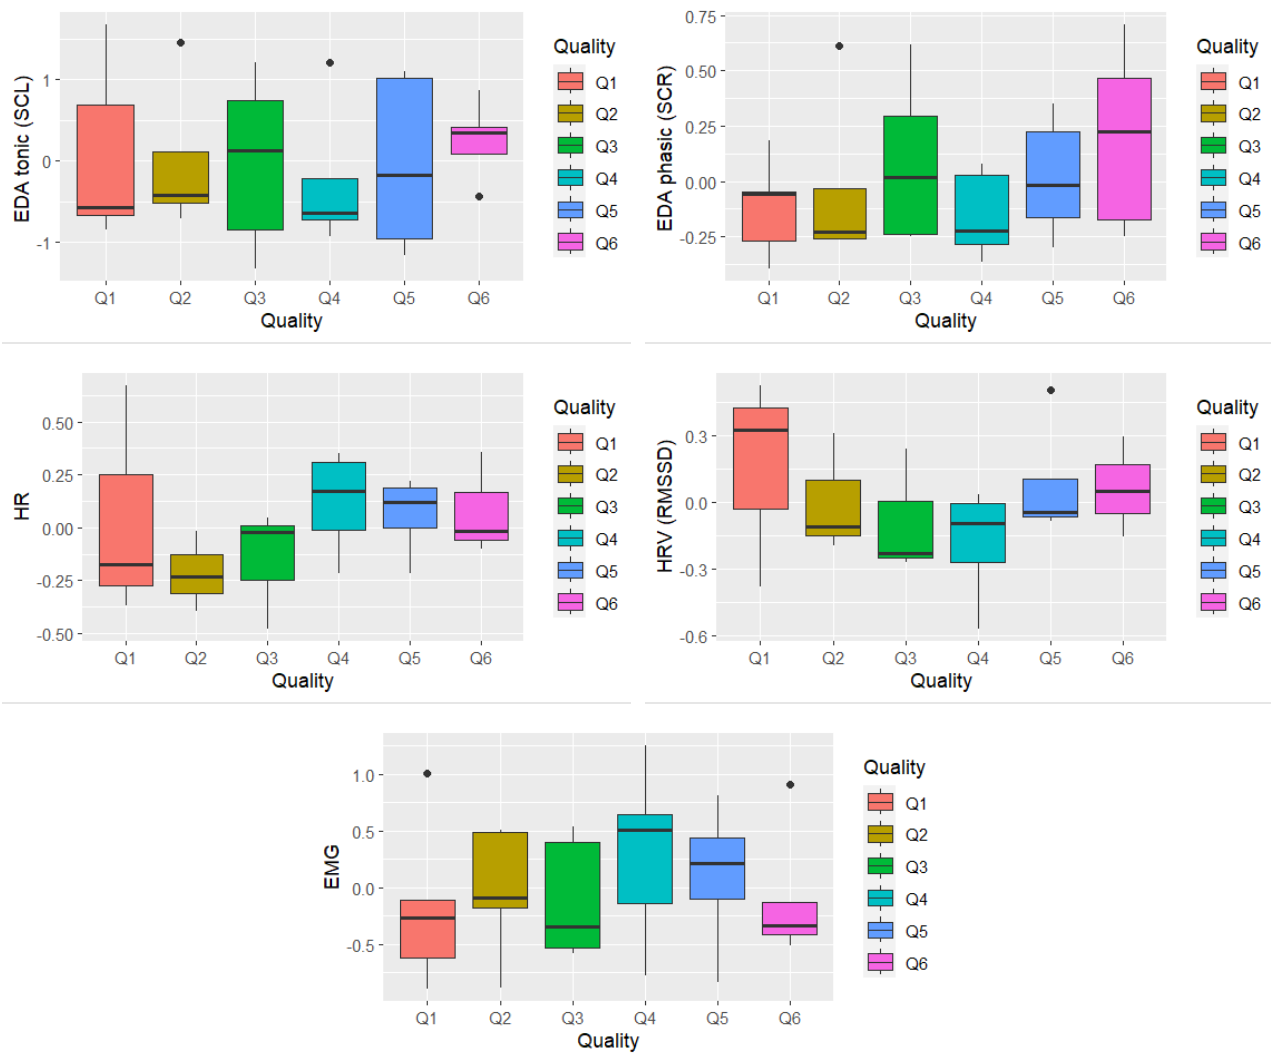 EDA tonic (SCL)
1
0
-1
Q1 Q2 Q3 Q4 Q5 Q6
Quality
Quality
Q1
Q2
Q3
Q4
Q5
Q6
EDA phasic (SCR)
0.75
0.50
0.25
0.00
-0.25
Q1 Q2 Q3 Q4 Q5 Q6
Quality
Quality
Q1
Q2
Q3
Q4
Q5
Q6
HR
0.50
0.25
0.00
-0.25
-0.50
Q1 Q2 Q3 Q4 Q5 Q6
Quality
Quality
Q1
Q2
Q3
Q4
Q5
Q6
HRV (RMSSD)
0.3
0.0
-0.3
-0.6
Q1 Q2 Q3 Q4 Q5 Q6
Quality
Quality
Q1
Q2
Q3
Q4
Q5
Q6
EMG
1.0
0.5
0.0
-0.5
Q1 Q2 Q3 Q4 Q5 Q6
Quality
Quality
Q1
Q2
Q3
Q4
Q5
Q6